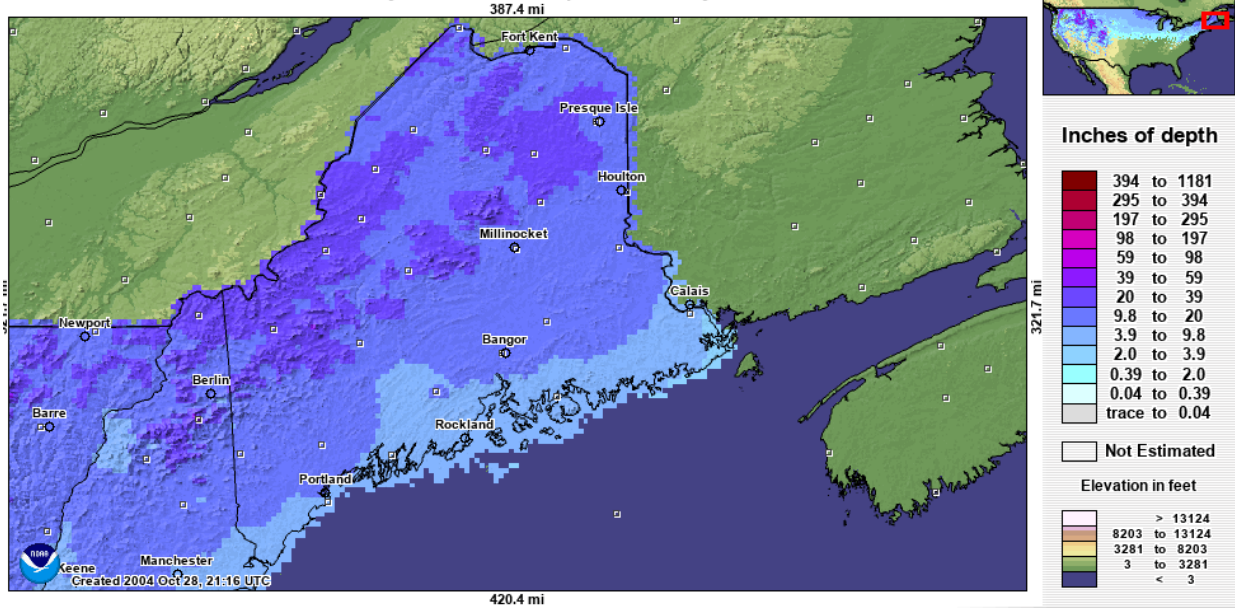 387.4 mi
Fort Kent
Presque Isle
Houlton
Millinocket
Calais
Newport
Bangor
Berlin
Barre
Rockland
Portland
Manchester
Keene
NOAA
Created 2004 Oct 28, 21:16 UTC
420.4 mi
321.7 mi
Inches of depth
394 to 1181
295 to 394
197 to 295
98 to 197
59 to 98
39 to 59
20 to 39
9.8 to 20
3.9 to 9.8
2.0 to 3.9
0.39 to 2.0
0.04 to 0.39
trace to 0.04
Not Estimated
Elevation in feet
> 13124
8203 to 13124
3281 to 8203
3 to 3281
< 3